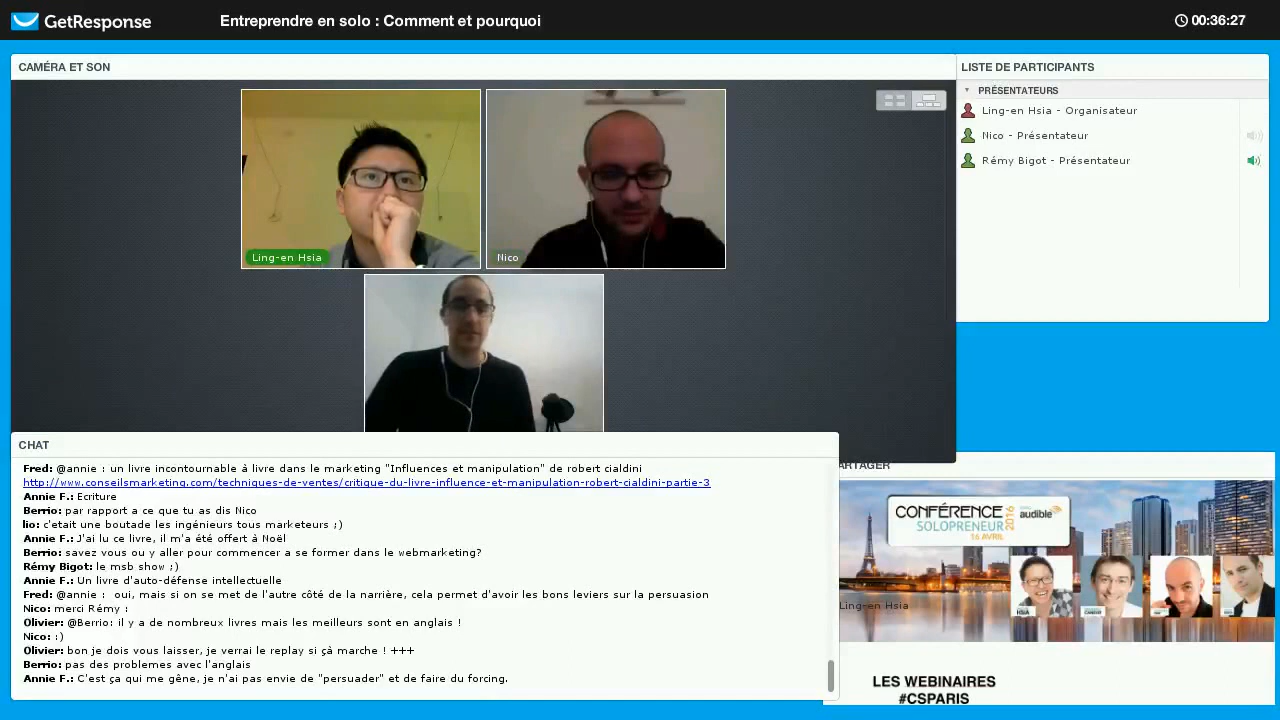 GetResponse
Entreprendre en solo : Comment et pourquoi
00:36:27
CAMÉRA ET SON
LISTE DE PARTICIPANTS
PRÉSENTATEURS
Ling-en Hsia - Organisateur
Nico - Présentateur
Rémy Bigot - Présentateur
Ling-en Hsia
Nico
CHAT
Fred: @annie : un livre incontournable à livre dans le marketing "Influences et manipulation" de robert cialdini
http://www.conseilsmarketing.com/techniques-de-ventes/critique-du-livre-influence-et-manipulation-robert-cialdini-partie-3
Annie F.: Ecriture
Berrio: par rapport a ce que tu as dis Nico
lio: c'etait une boutade les ingénieurs tous marketeurs ;)
Annie F.: J'ai lu ce livre, il m'a été offert à Noël
Berrio: savez vous ou y aller pour commencer a se former dans le webmarketing?
Rémy Bigot: le msb show ;)
Annie F.: Un livre d'auto-défense intellectuelle
Fred: @annie : oui, mais si on se met de l'autre côté de la narrière, cela permet d'avoir les bons leviers sur la persuasion
Nico: merci Rémy :
Olivier: @Berrio: il y a de nombreux livres mais les meilleurs sont en anglais !
Nico: :)
Olivier: bon je dois vous laisser, je verrai le replay si çà marche ! +++
Berrio: pas des problemes avec l'anglais
Annie F.: C'est ça qui me gêne, je n'ai pas envie de "persuader" et de faire du forcing.
ARTAGER
CONFÉRENCE
SOLOPRENEUR
2016
audible
16 AVRIL
HSIA
Ling-en Hsia
LES WEBINAIRES
#CSPARIS